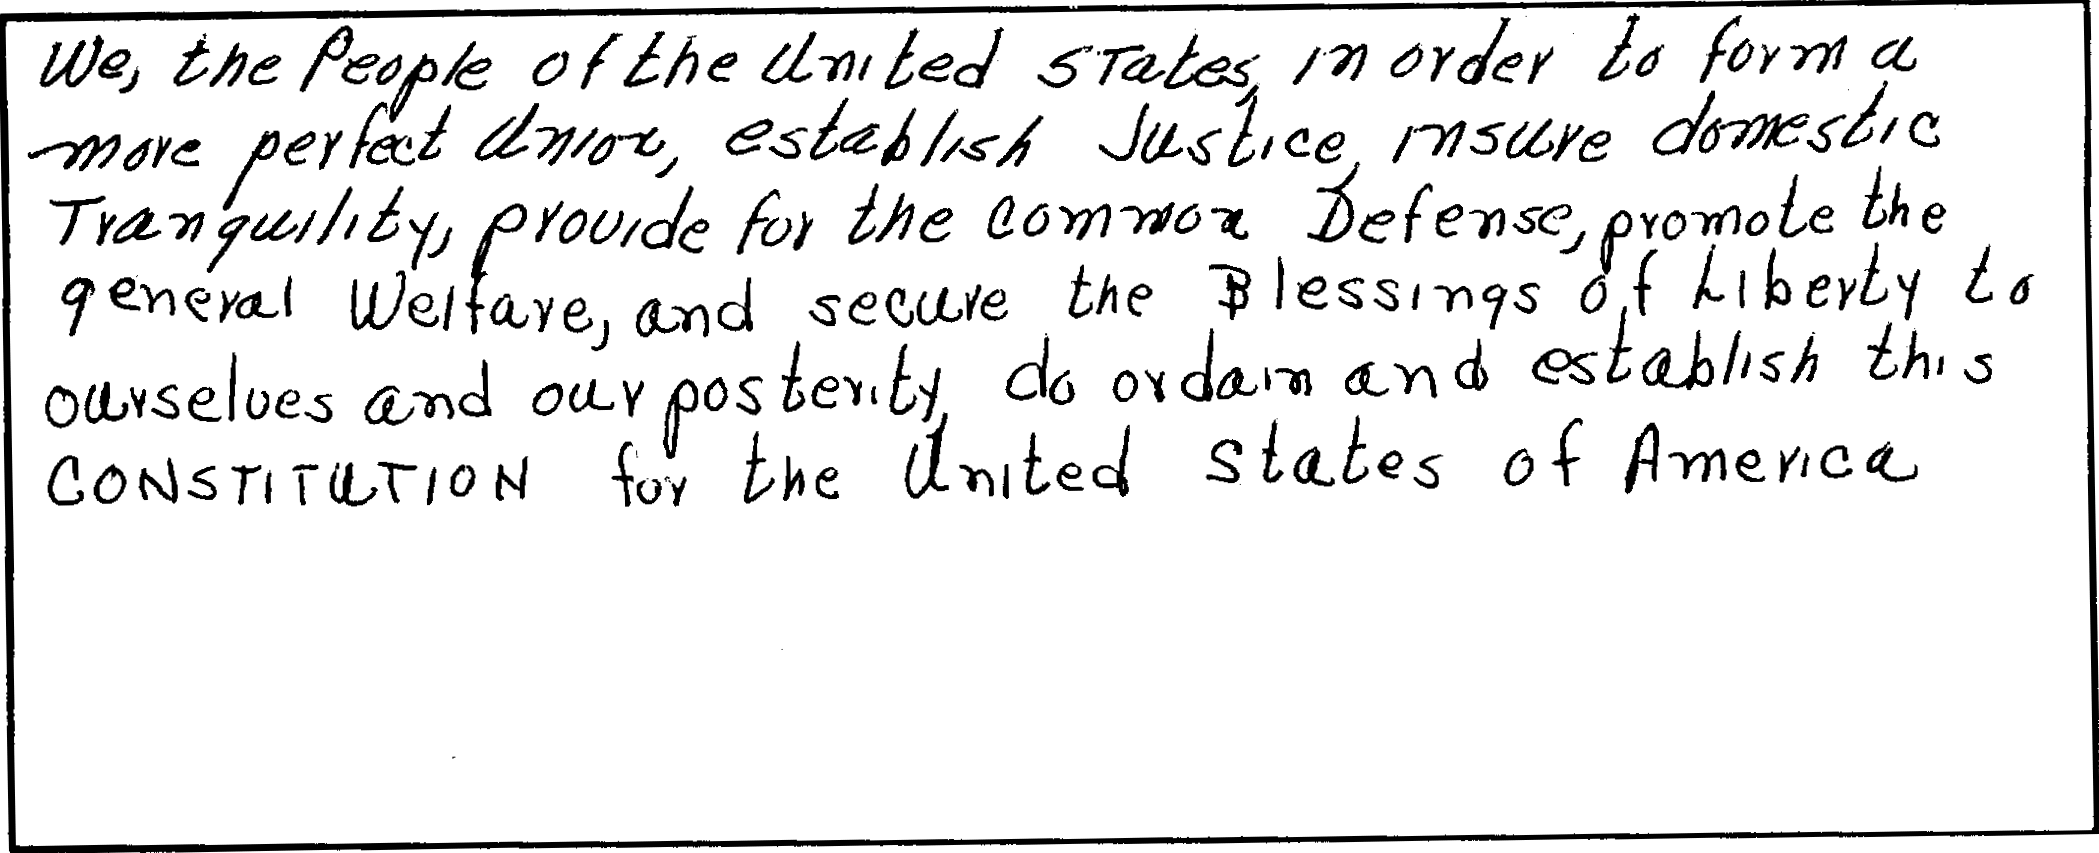 We, the People of the United States, in order to form a
more perfect Union, establish Justice, insure domestic
Tranquility, provide for the common Defense, promote the
general Welfare, and secure the Blessings of Liberty to
ourselves and our posterity, do ordain and establish this
CONSTITUTION for the United States of America